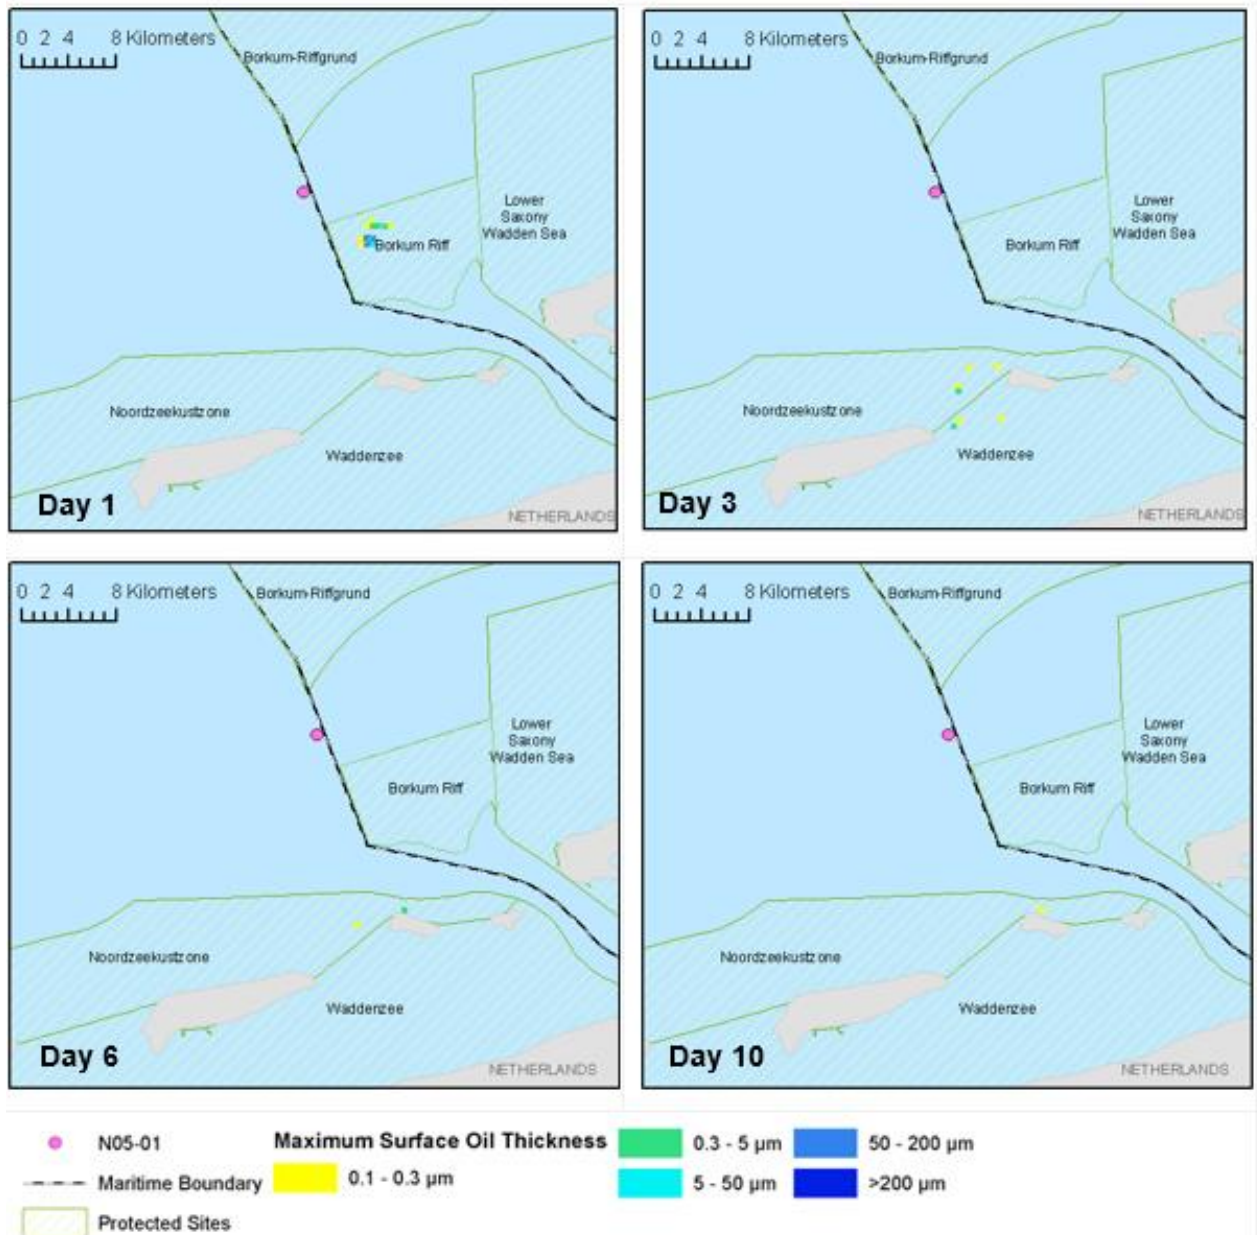 0 2 4 8 Kilometers
Borkum-Riffgrund
Lower
Saxony
Wadden Sea
Borkum Riff
Noordzeekustzone
Waddenzee
Day 1
NETHERLANDS
0 2 4 8 Kilometers
Borkum-Riffgrund
Lower
Saxony
Wadden Sea
Borkum Riff
Noordzeekustzone
Waddenzee
Day 3
NETHERLANDS
0 2 4 8 Kilometers
Borkum-Riffgrund
Lower
Saxony
Wadden Sea
Borkum Riff
Noordzeekustzone
Waddenzee
Day 6
NETHERLANDS
0 2 4 8 Kilometers
Borkum-Riffgrund
Lower
Saxony
Wadden Sea
Borkum Riff
Noordzeekustzone
Waddenzee
Day 10
NETHERLANDS
N05-01
Maritime Boundary
Protected Sites
Maximum Surface Oil Thickness
0.1 - 0.3 µm
0.3 - 5 µm
5 - 50 µm
50 - 200 µm
>200 µm